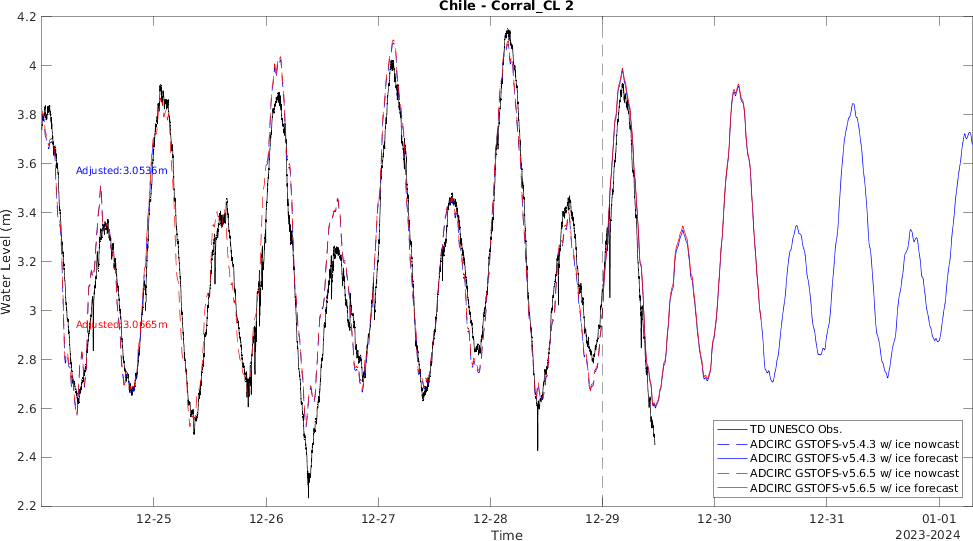 Chile - Corral_CL 2
4.2
4
3.8
3.6
3.4
3.2
3
2.8
2.6
2.4
2.2
Water Level (m)
Adjusted:3.0536m
Adjusted:3.0665m
TD UNESCO Obs.
ADCIRC GSTOFS-v5.4.3 w/ ice nowcast
ADCIRC GSTOFS-v5.4.3 w/ ice forecast
ADCIRC GSTOFS-v5.6.5 w/ ice nowcast
ADCIRC GSTOFS-v5.6.5 w/ ice forecast
12-25 12-26 12-27 12-28 12-29 12-30 12-31 01-01
Time
2023-2024